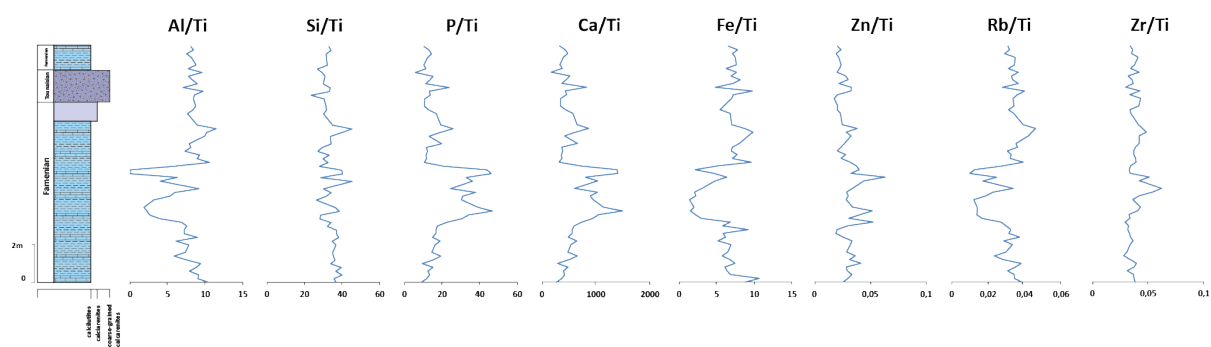 Al/Ti
Si/Ti
P/Ti
Ca/Ti
Fe/Ti
Zn/Ti
Rb/Ti
Zr/Ti
Famennian
Tournaisian
Famenian
2m
0
0 5 10 15
0 20 40 60
0 20 40 60
0 1000 2000
0 5 10 15
0 0,05 0,1
0 0,02 0,04 0,06
0 0,05 0,1
calcilutites
calciarenites
coarse-grained
calcarenites